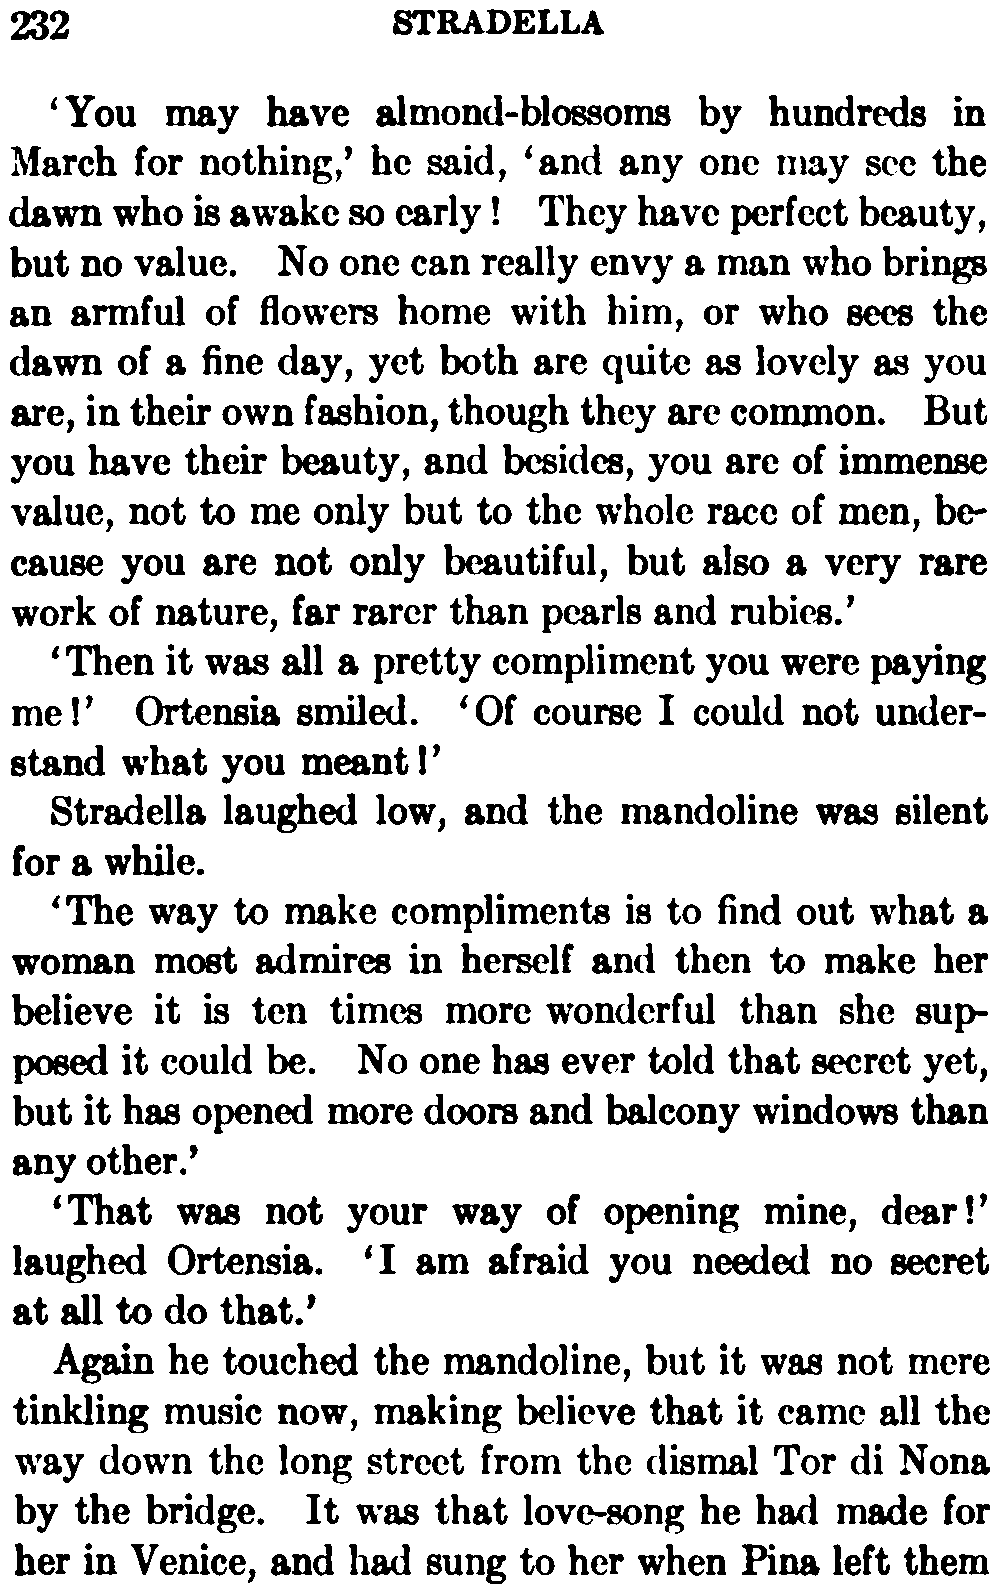 232 STRADELLA
‘You may have almond-blossoms by hundreds in
March for nothing,’ he said, ‘and any one may see the
dawn who is awake so early! They have perfect beauty,
but no value. No one can really envy a man who brings
an armful of flowers home with him, or who sees the
dawn of a fine day, yet both are quite as lovely as you
are, in their own fashion, though they are common. But
you have their beauty, and besides, you are of immense
value, not to me only but to the whole race of men, be-
cause you are not only beautiful, but also a very rare
work of nature, far rarer than pearls and rubies.’
‘Then it was all a pretty compliment you were paying
me!’ Ortensia smiled. ‘Of course I could not under-
stand what you meant!’
Stradella laughed low, and the mandoline was silent
for a while.
‘The way to make compliments is to find out what a
woman most admires in herself and then to make her
believe it is ten times more wonderful than she sup-
posed it could be. No one has ever told that secret yet,
but it has opened more doors and balcony windows than
any other.’
‘That was not your way of opening mine, dear!’
laughed Ortensia. ‘I am afraid you needed no secret
at all to do that.’
Again he touched the mandoline, but it was not mere
tinkling music now, making believe that it came all the
way down the long street from the dismal Tor di Nona
by the bridge. It was that love-song he had made for
her in Venice, and had sung to her when Pina left them